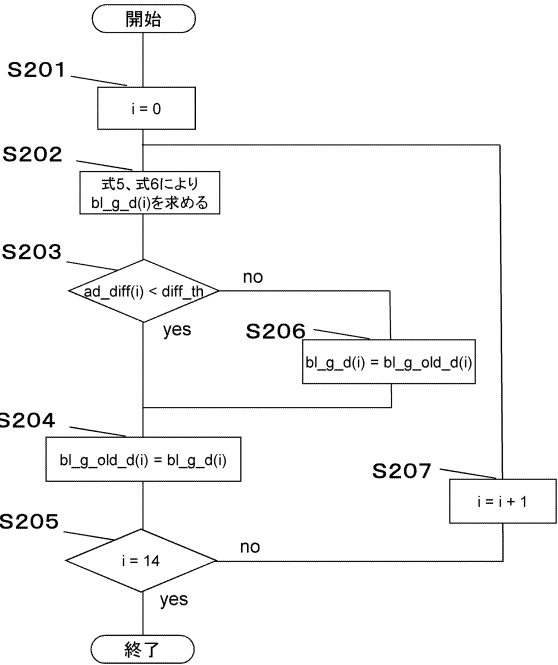 開始
S201
i = 0
S202
式5、式6により
bl_g_d(i)を求める
S203
ad_diff(i) < diff_th
no
yes
S206
bl_g_d(i) = bl_g_old_d(i)
S204
bl_g_old_d(i) = bl_g_d(i)
S207
i = i + 1
S205
i = 14
no
yes
終了